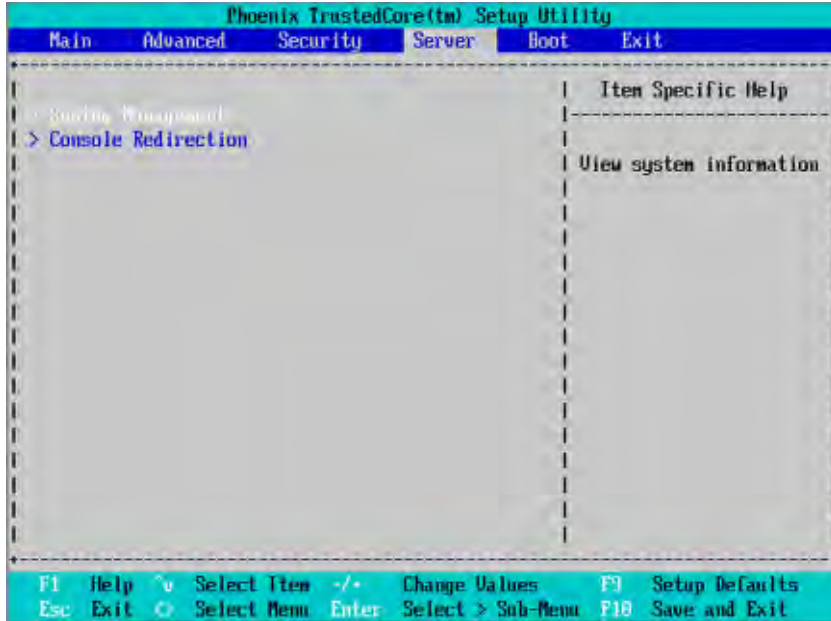 Phoenix TrustedCore(tm) Setup Utility
Main Advanced Security Server Boot Exit
Item Specific Help
> System Management
> Console Redirection
View system information
F1 Help ^v Select Item -/+ Change Values F9 Setup Defaults
Esc Exit <> Select Menu Enter Select > Sub-Menu F10 Save and Exit